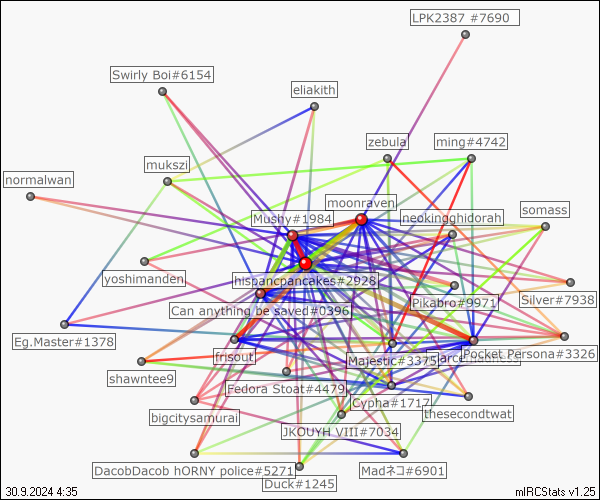 LPK2387 #7690
Swirly Boi#6154
eliakith
zebula
ming#4742
mukszi
normalwan
moonraven
Mushy#1984
neokingghidorah
somass
yoshimanden
hispanicpancakes#2928
Pikabro#9971
Silver#7938
Can anything be saved#0396
Eg.Master#1378
frisout
Majestic#3375
Pocket Persona#3326
shawntee9
Fedora Stoat#4479
Cypha#1717
thesecondtwat
bigcitysamurai
JKOUYH VIII#7034
DacobDacob hORNY police#5271
Madネコ#6901
Duck#1245
30.9.2024 4:35
mIRCStats v1.25